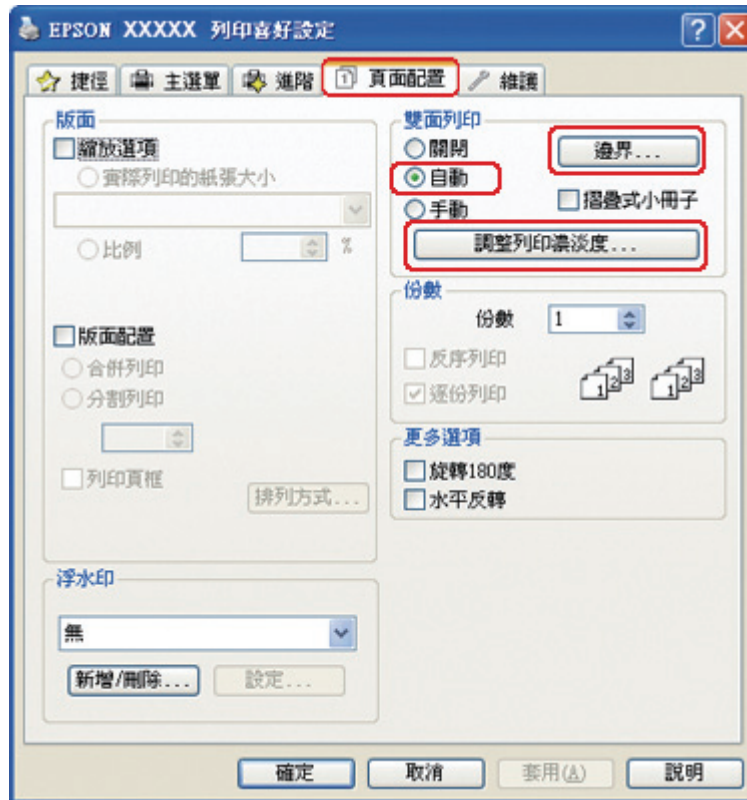 EPSON XXXXX 列印喜好設定
捷徑 主選單 進階 頁面配置 維護
版面
縮放選項
實際列印的紙張大小
比例 %
版面配置
合併列印
分割列印
列印頁框
排列方式...
浮水印
無
新增/刪除... 設定...
雙面列印
關閉
邊界...
自動
手動
摺疊式小冊子
調整列印濃淡度...
份數
份數 1
反序列印
逐份列印
1 2 3 1 2 3
更多選項
旋轉180度
水平反轉
確定 取消 套用(A) 說明